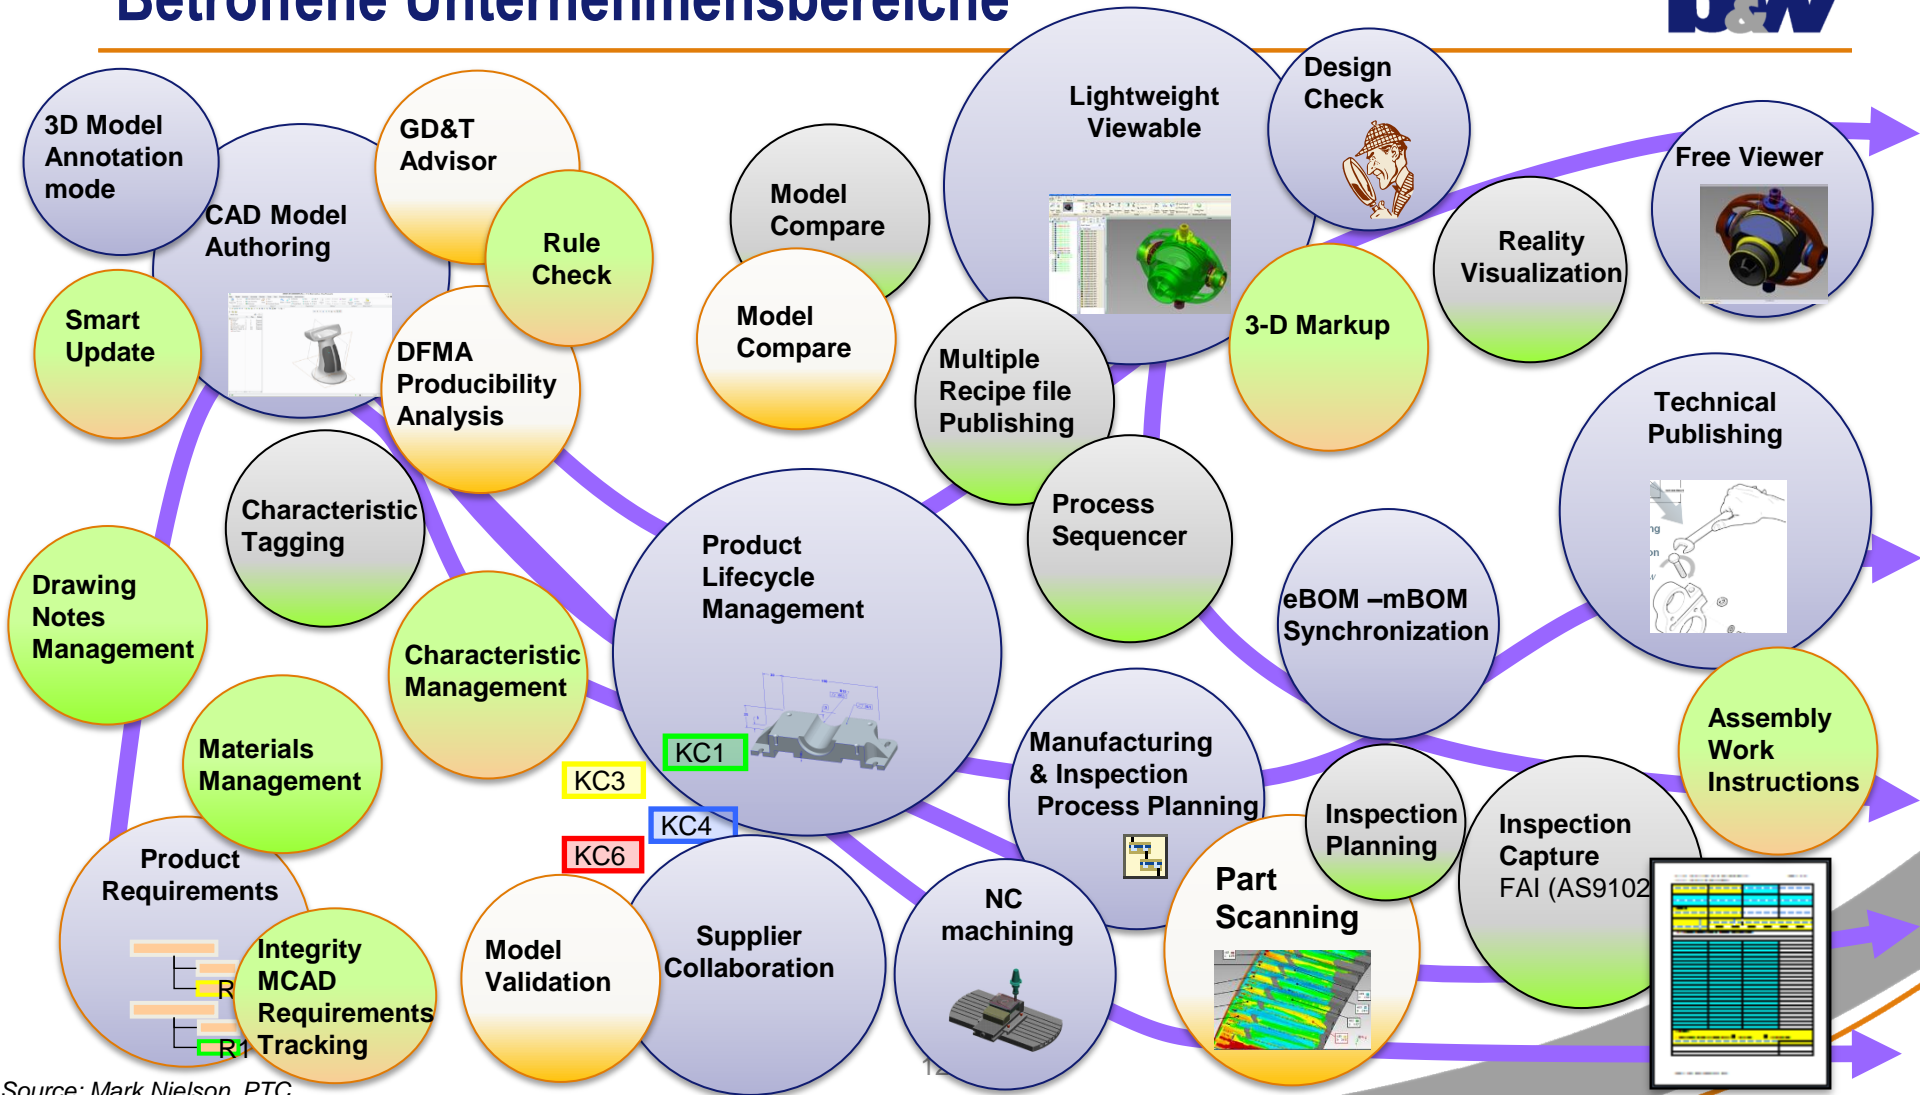 Betroffene Unternehmensbereiche
b&w
3D Model
Annotation
mode
CAD Model
Authoring
GD&T
Advisor
Rule
Check
Smart
Update
DFMA
Producibility
Analysis
Model
Compare
Model
Compare
Lightweight
Viewable
Design
Check
Free Viewer
Reality
Visualization
3-D Markup
Multiple
Recipe file
Publishing
Technical
Publishing
Characteristic
Tagging
Process
Sequencer
Product
Lifecycle
Management
eBOM –mBOM
Synchronization
Drawing
Notes
Management
Characteristic
Management
Materials
Management
KC1
KC3
KC4
KC6
Manufacturing
& Inspection
Process Planning
Assembly
Work
Instructions
Inspection
Planning
Inspection
Capture
FAI (AS9102
Product
Requirements
R
R1
Integrity
MCAD
Requirements
Tracking
Model
Validation
Supplier
Collaboration
NC
machining
Part
Scanning
12
Source: Mark Nielson, PTC